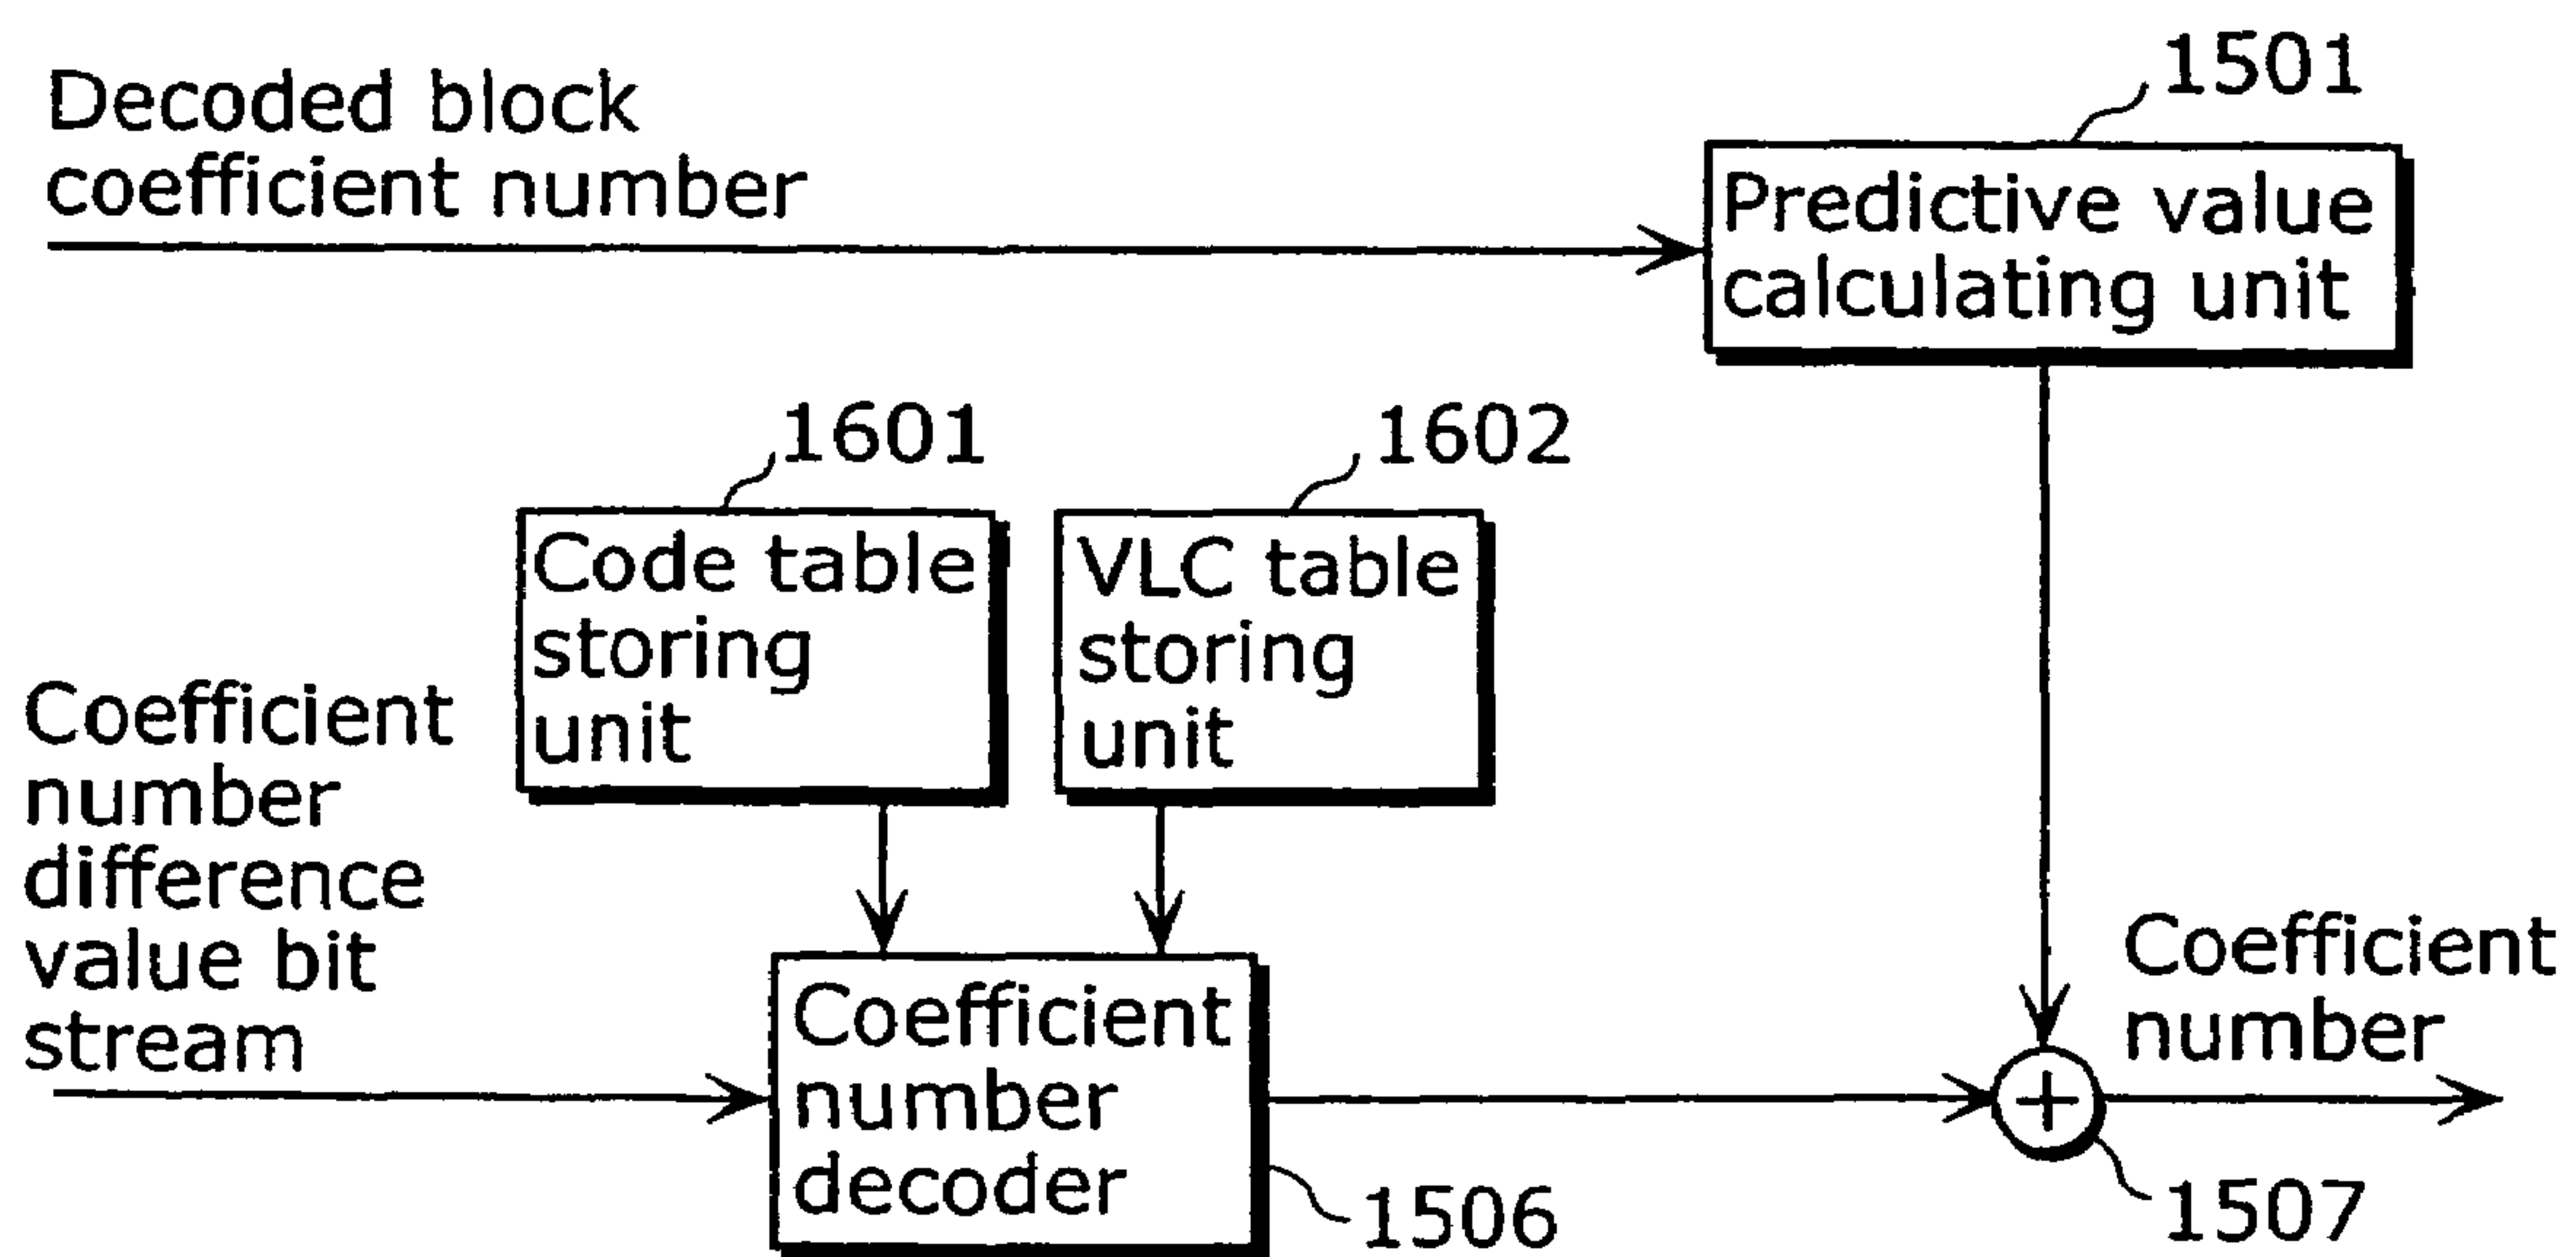 Decoded block
coefficient number
1501
Predictive value
calculating unit
1601
1602
Code table
storing
unit
VLC table
storing
unit
Coefficient
number
difference
value bit
stream
Coefficient
number
decoder
1506
+
Coefficient
number
1507